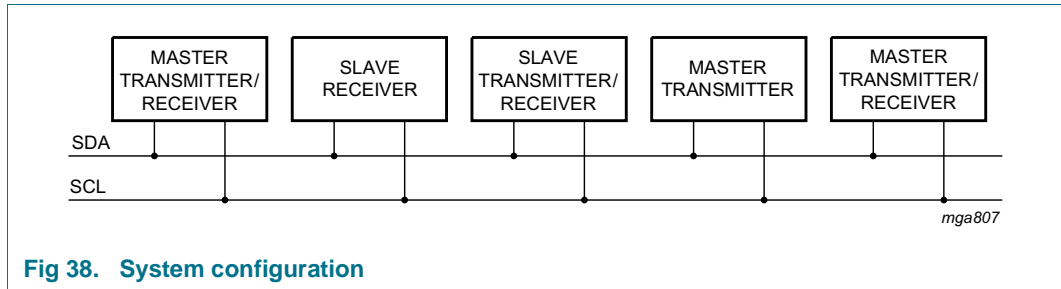 MASTER
TRANSMITTER/
RECEIVER
SLAVE
RECEIVER
SLAVE
TRANSMITTER/
RECEIVER
MASTER
TRANSMITTER
MASTER
TRANSMITTER/
RECEIVER
SDA
SCL
mga807
Fig 38. System configuration